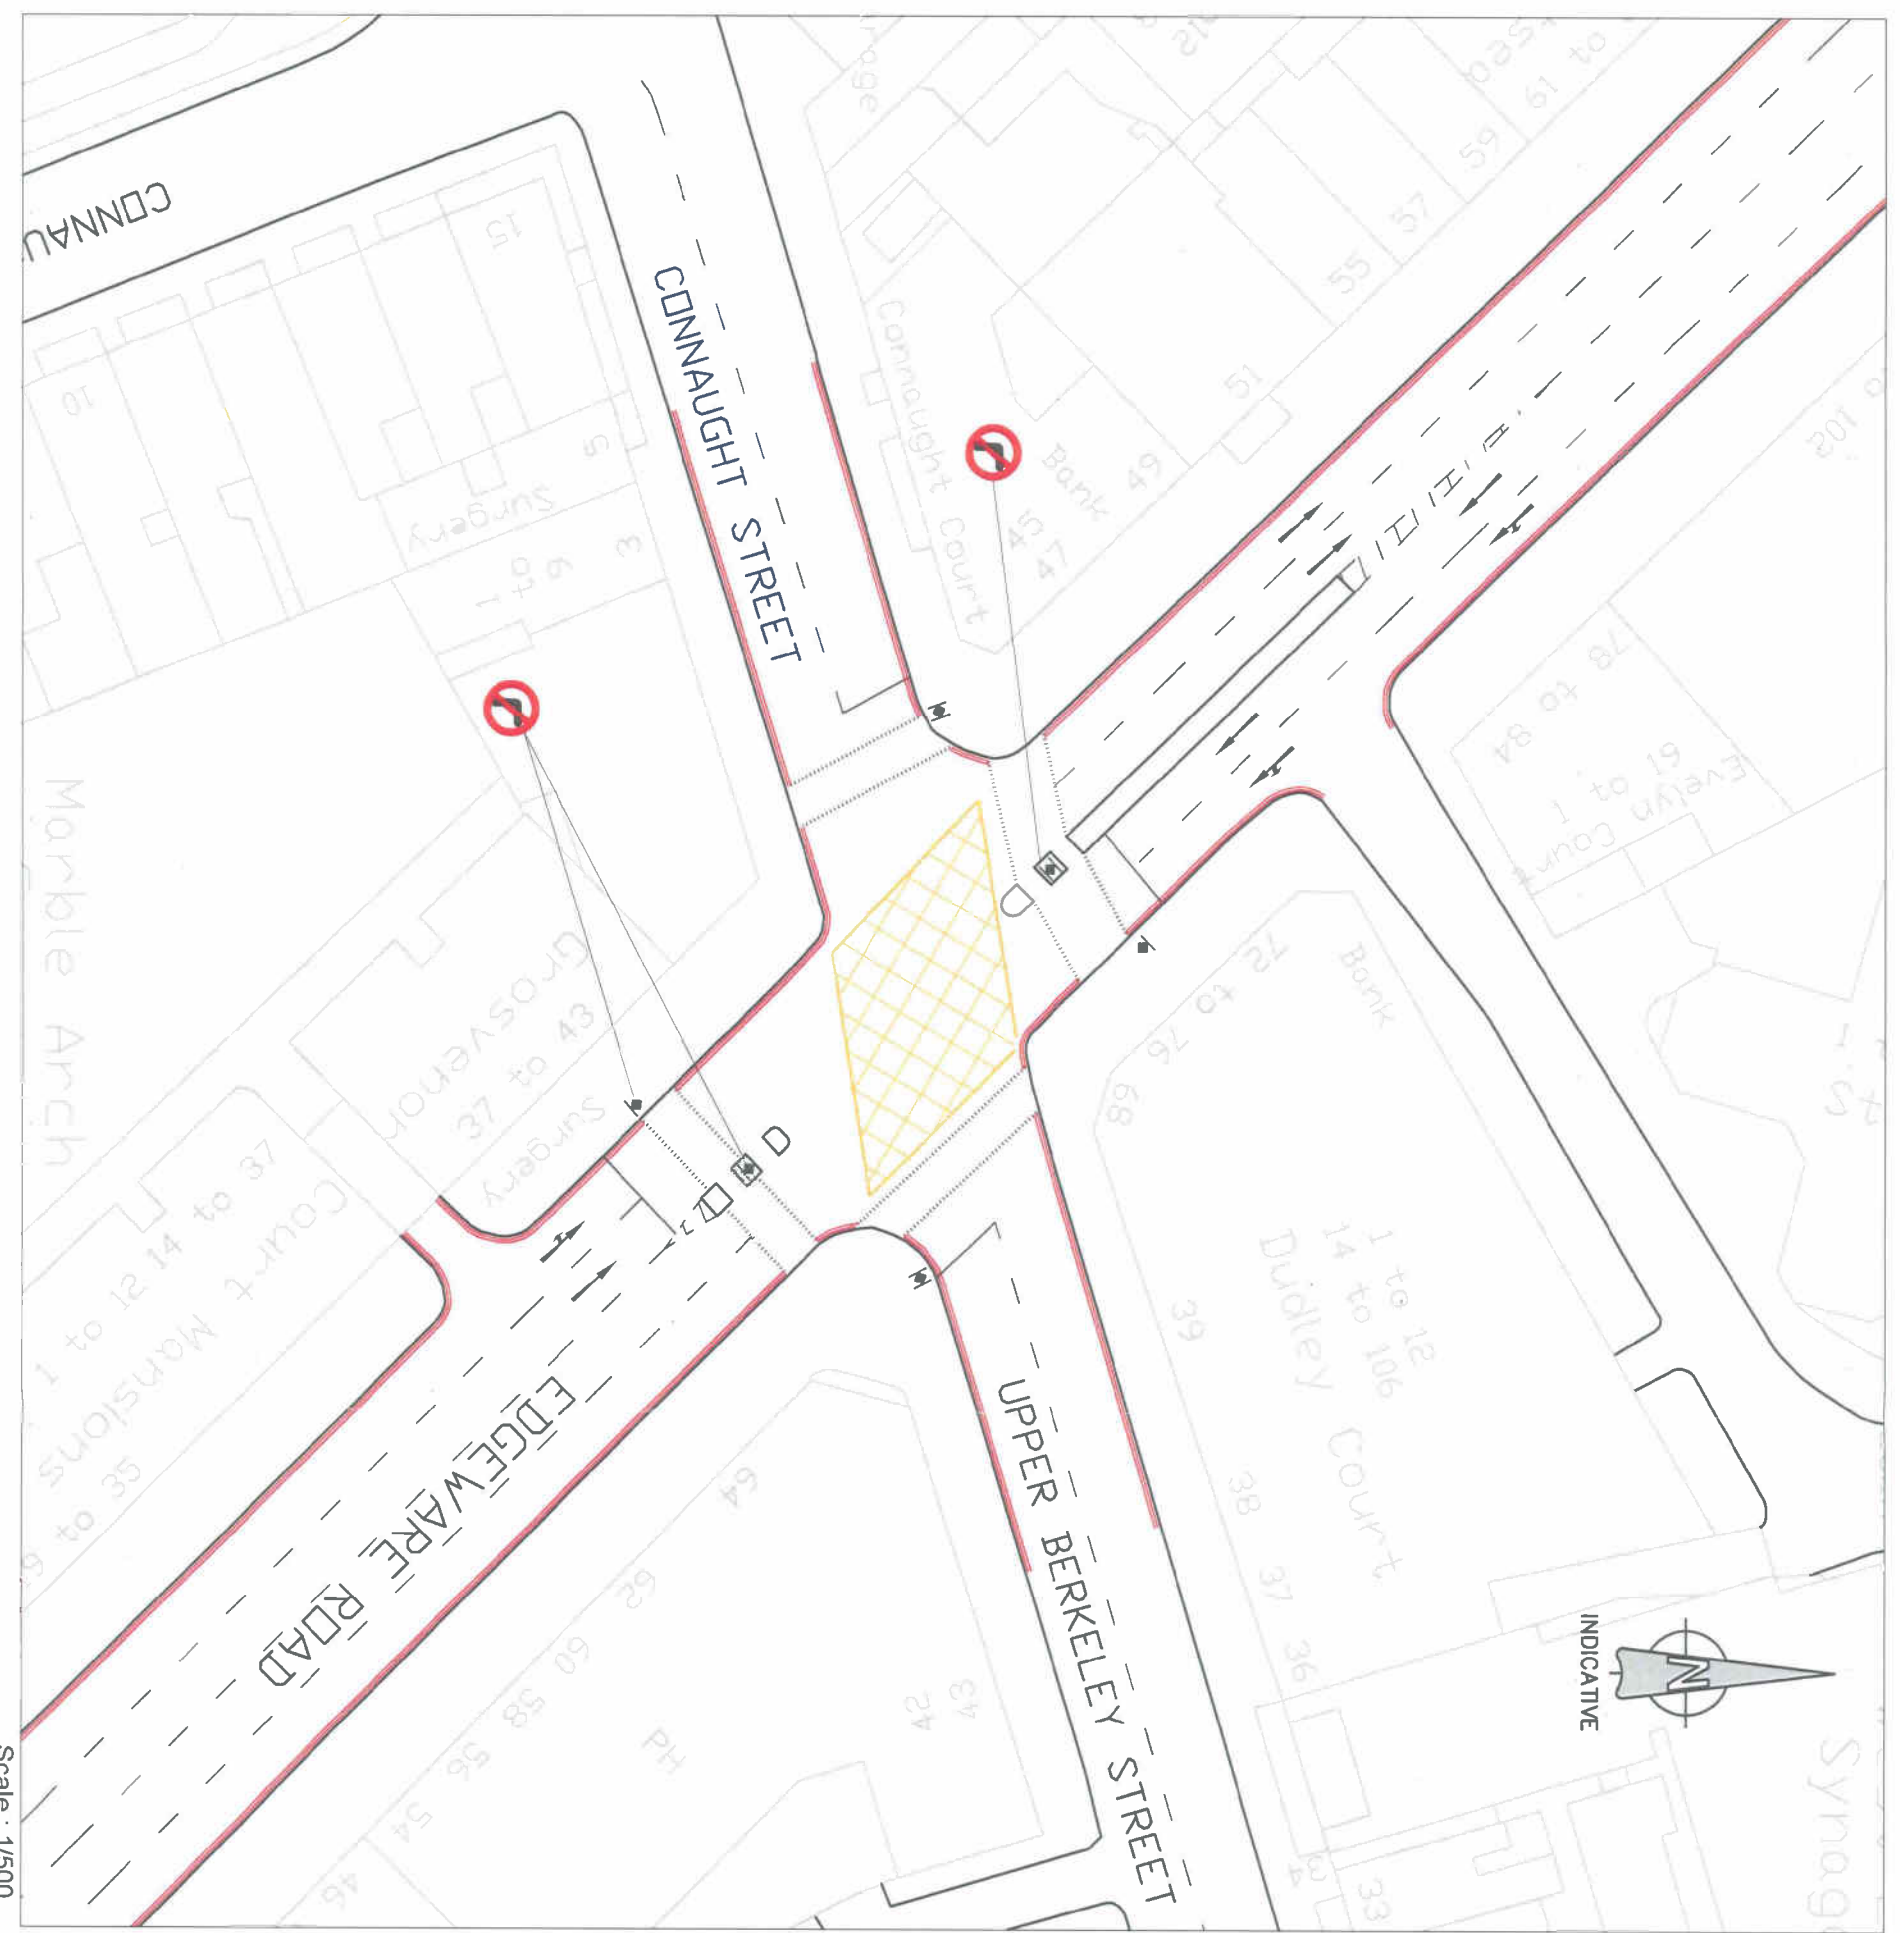 CONNAU
CONNAUGHT STREET
EDGEWARE ROAD
UPPER BERKELEY STREET
INDICATIVE
N
Scale : 1/500
Marble Arch
Connaught Court
Bank
45
47
49
51
55
57
59
61 to
15
10
5
Surgery
3
1
to
6
Grosvenor
37 to 43
Surgery
1 to 12 14 to 37
Court Mansions
to 35
78 to 84
1 to 19
Evelyn Court
Bank
72 to 76
68
1 to 12
14 to 106
Dudley Court
39
38
37
36
34
33
64
62
60
58
56
54
46
PH
43
42
Synag